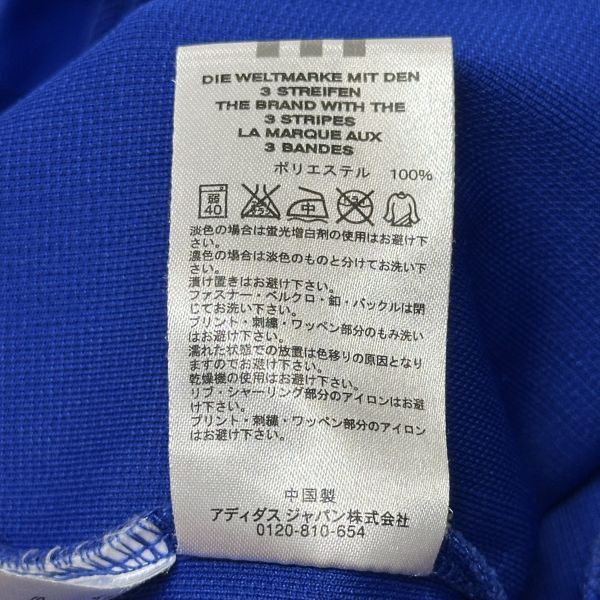 DIE WELTMARKE MIT DEN
3 STREIFEN
THE BRAND WITH THE
3 STRIPES
LA MARQUE AUX
3 BANDES
ポリエステル 100%
弱
40
中
淡色の場合は蛍光増白剤の使用はお避け下
さい。
濃色の場合は淡色のものと分けてお洗い下
さい。
漬け置きはお避け下さい。
ファスナー・ベルクロ・釦・バックルは閉
じてお洗い下さい。
プリント・刺繍・ワッペン部分のもみ洗い
はお避け下さい。
濡れた状態での放置は色移りの原因となり
ますのでお避け下さい。
乾燥機の使用はお避け下さい。
リブ・シャーリング部分のアイロンはお避
け下さい。
プリント・刺繍・ワッペン部分のアイロン
はお避け下さい。
中国製
アディダス ジャパン株式会社
0120-810-654